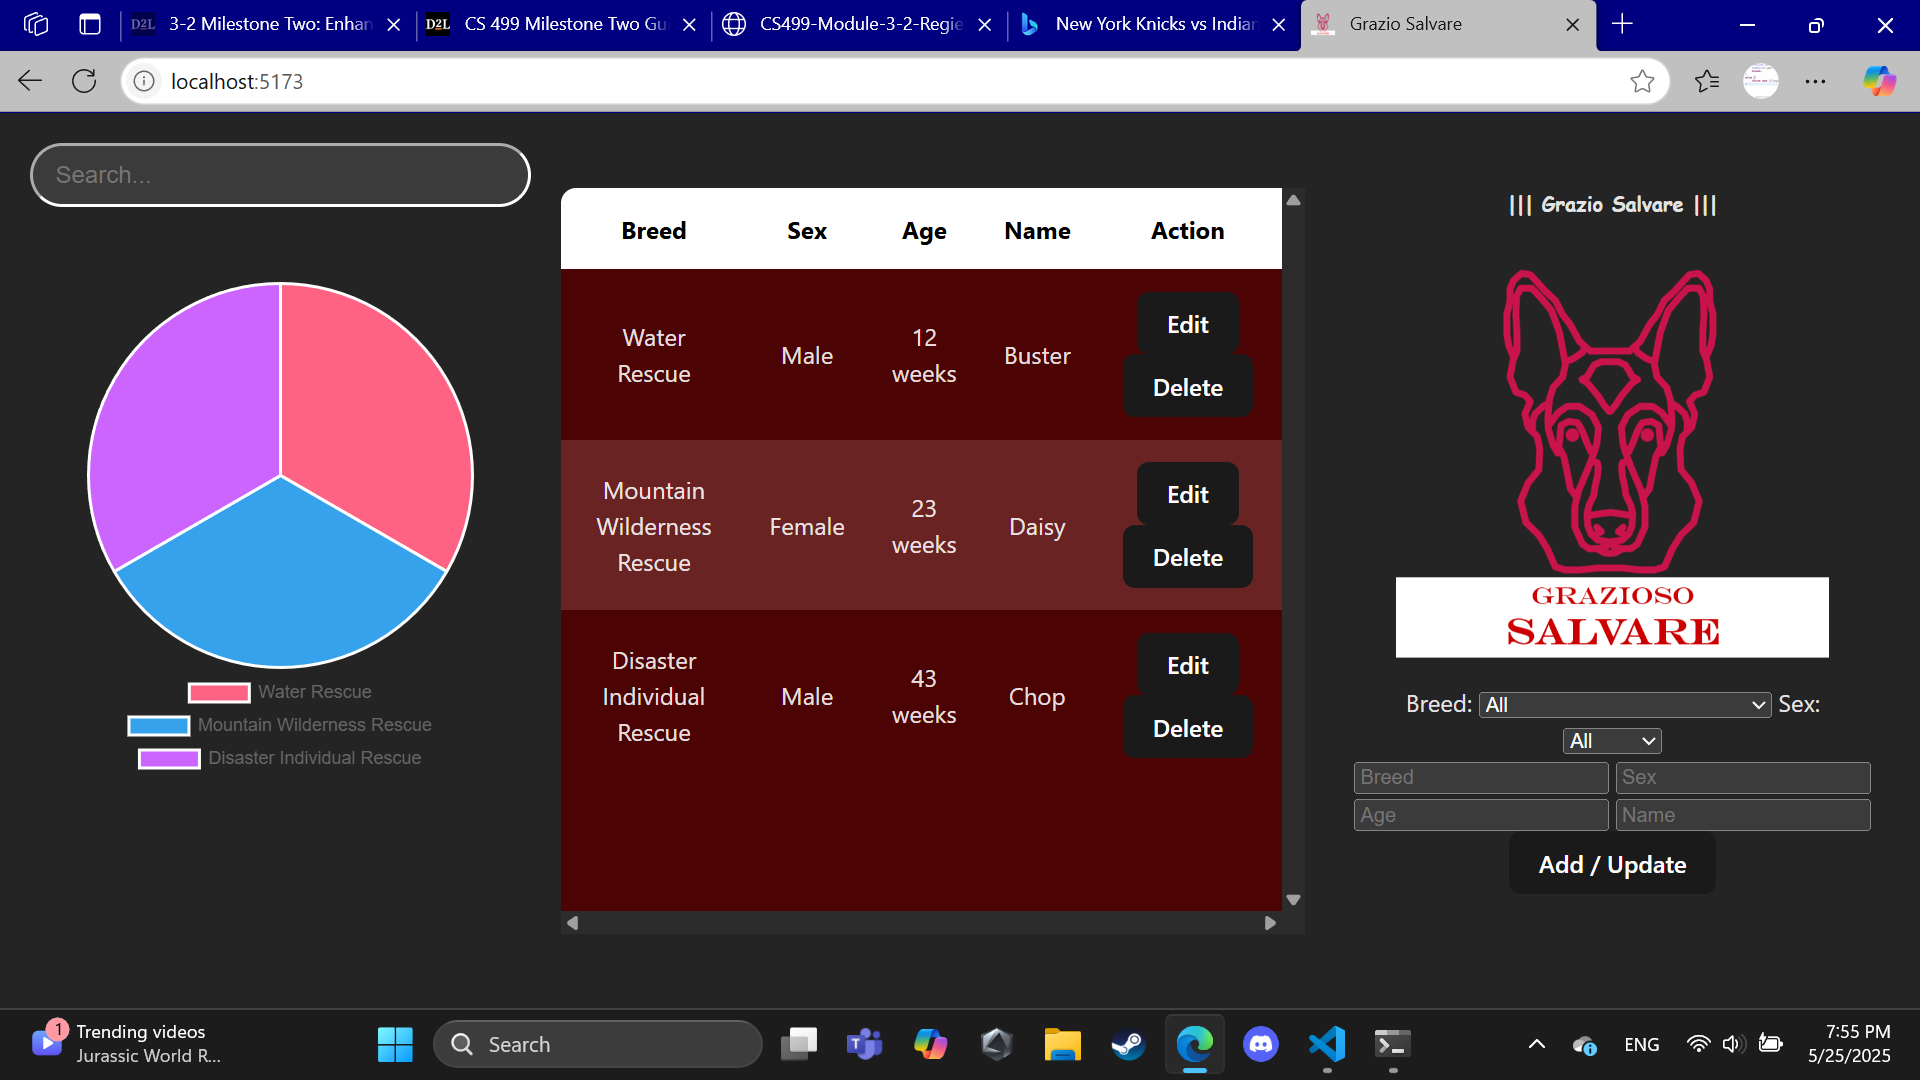 3-2 Milestone Two: Enhan
CS 499 Milestone Two Gui
CS499-Module-3-2-Regie
New York Knicks vs Indian
Grazio Salvare
localhost:5173
Search...
Water Rescue
Mountain Wilderness Rescue
Disaster Individual Rescue
Breed Sex Age Name Action
Water
Rescue
Male
12
weeks
Buster
Edit
Delete
Mountain
Wilderness
Rescue
Female
23
weeks
Daisy
Edit
Delete
Disaster
Individual
Rescue
Male
43
weeks
Chop
Edit
Delete
||| Grazio Salvare |||
GRAZIOSO
SALVARE
Breed: All Sex:
All
Breed Sex
Age Name
Add / Update
1
Trending videos
Jurassic World R...
Search
ENG
7:55 PM
5/25/2025